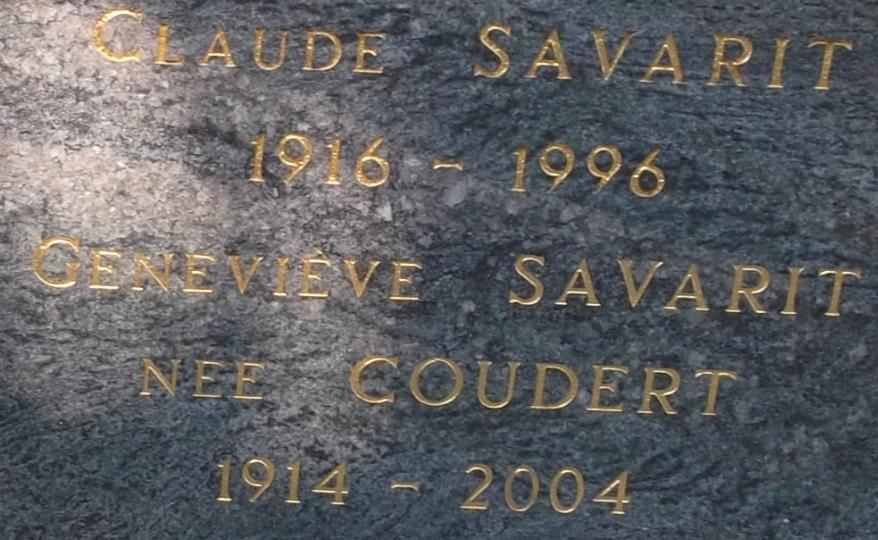 CLAUDE SAVARIT
1916 - 1996
GENEVIÈVE SAVARIT
NEE COUDERT
1914 - 2004